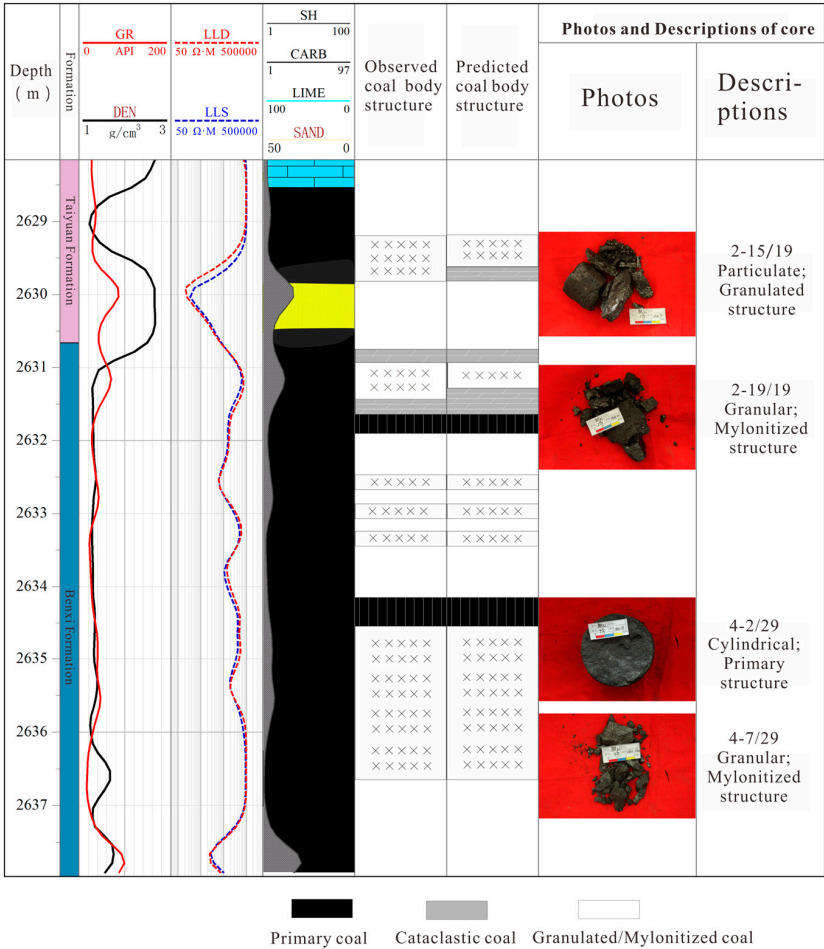 Depth
( m )
Formation
GR
0 API 200
DEN
1 g/cm³ 3
LLD
50 Ω·M 500000
LLS
50 Ω·M 500000
SH
1 100
CARB
1 97
LIME
100 0
SAND
50 0
Observed
coal body
structure
Predicted
coal body
structure
Photos and Descriptions of core
Photos
Descri-
ptions
Taiyuan Formation
Benxi Formation
2629
2630
2631
2632
2633
2634
2635
2636
2637
2-15/19
Particulate;
Granulated
structure
2-19/19
Granular;
Mylonitized
structure
4-2/29
Cylindrical;
Primary
structure
4-7/29
Granular;
Mylonitized
structure
Primary coal
Cataclastic coal
Granulated/Mylonitized coal